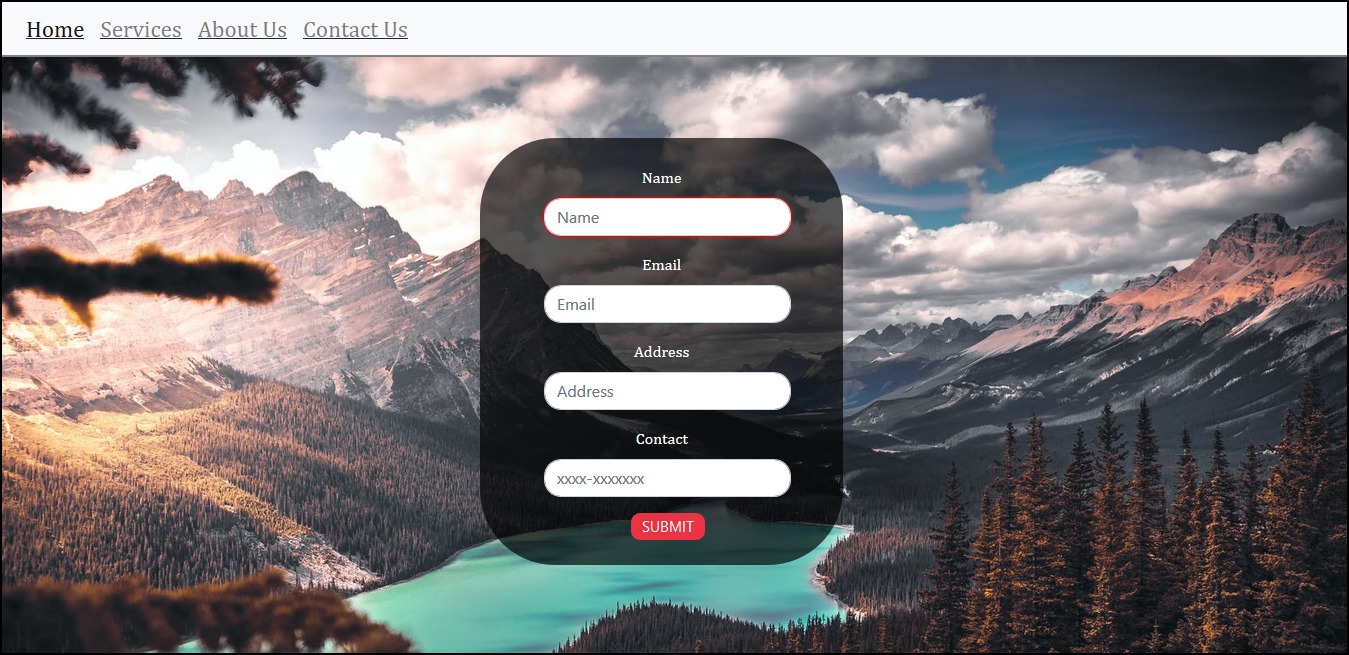 Home Services About Us Contact Us
Name
Name
Email
Email
Address
Address
Contact
xxxx-xxxxxxx
SUBMIT